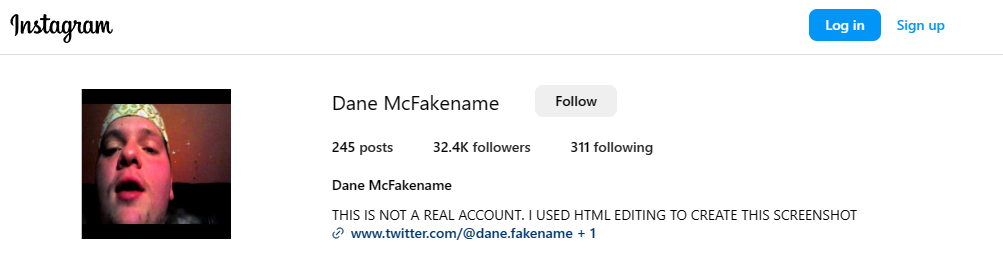 Instagram
Log in
Sign up
Dane McFakename
Follow
245 posts
32.4K followers
311 following
Dane McFakename
THIS IS NOT A REAL ACCOUNT. I USED HTML EDITING TO CREATE THIS SCREENSHOT
www.twitter.com/@dane.fakename + 1